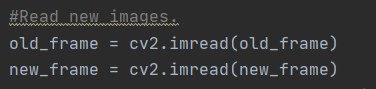 #Read new images.
old_frame = cv2.imread(old_frame)
new_frame = cv2.imread(new_frame)